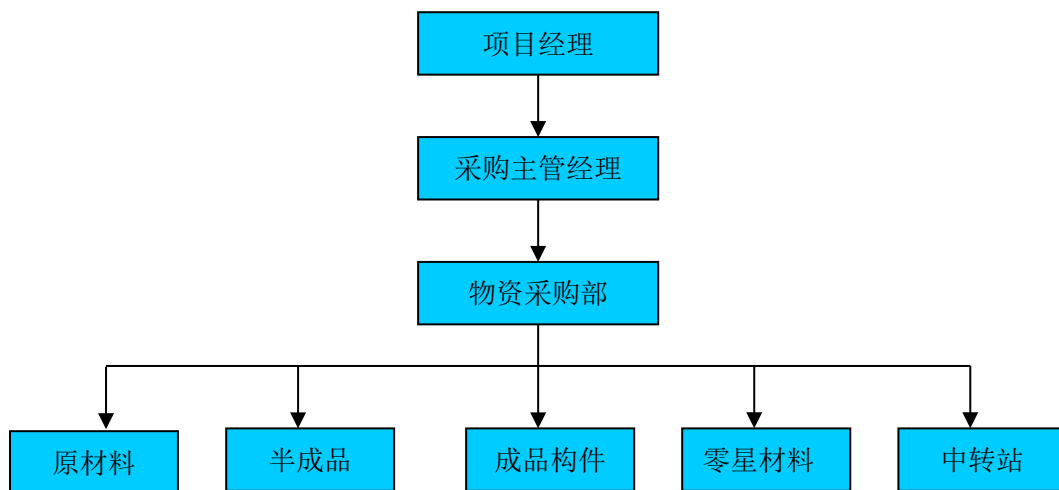 项目经理
采购主管经理
物资采购部
原材料
半成品
成品构件
零星材料
中转站